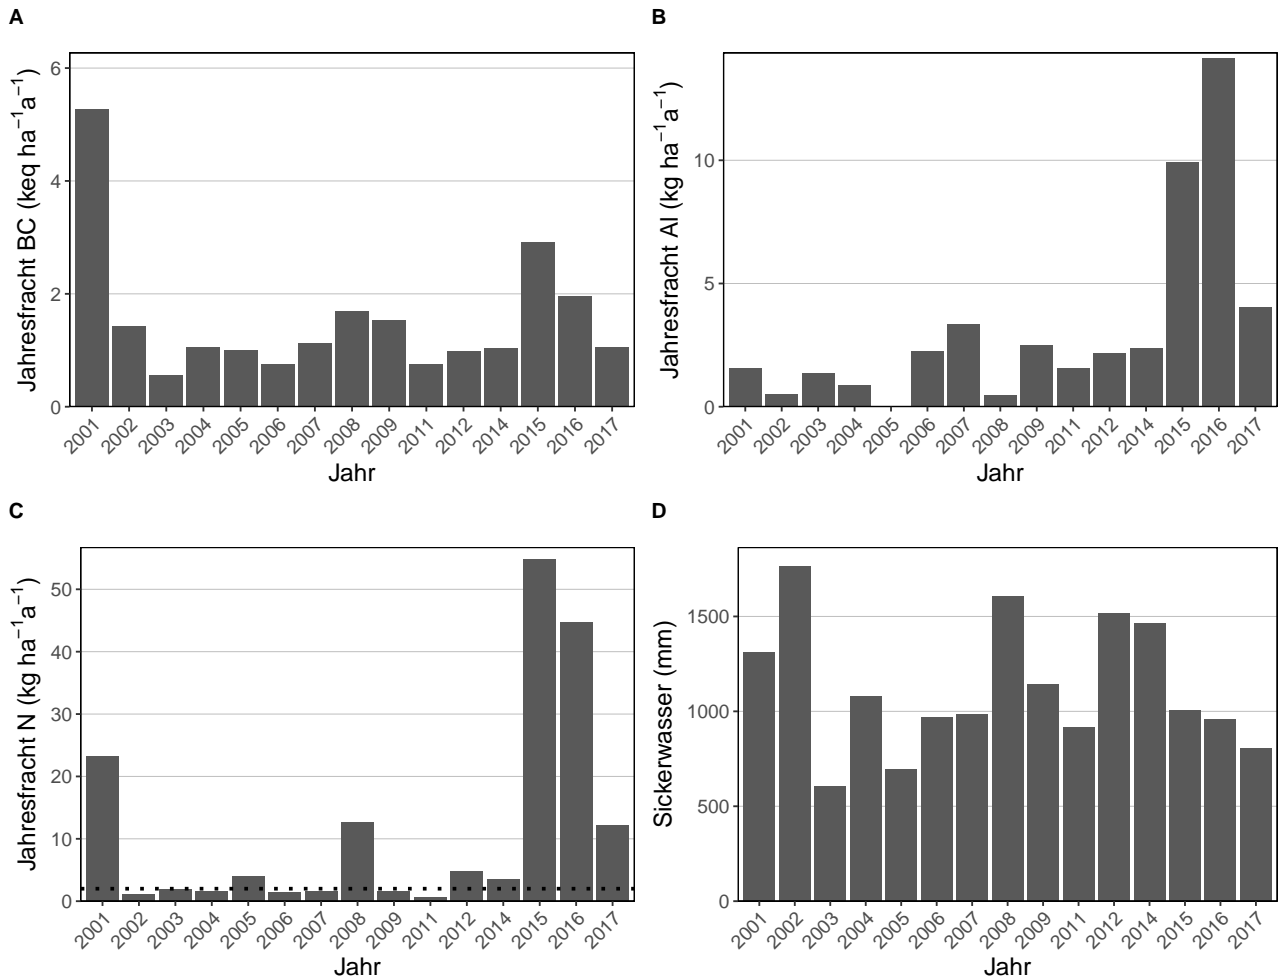 A
Jahresfracht BC (keq ha⁻¹a⁻¹)
6
4
2
0
2001 2002 2003 2004 2005 2006 2007 2008 2009 2011 2012 2014 2015 2016 2017
Jahr
B
Jahresfracht Al (kg ha⁻¹a⁻¹)
10
5
0
2001 2002 2003 2004 2005 2006 2007 2008 2009 2011 2012 2014 2015 2016 2017
Jahr
C
Jahresfracht N (kg ha⁻¹a⁻¹)
50
40
30
20
10
0
2001 2002 2003 2004 2005 2006 2007 2008 2009 2011 2012 2014 2015 2016 2017
Jahr
D
Sickerwasser (mm)
1500
1000
500
0
2001 2002 2003 2004 2005 2006 2007 2008 2009 2011 2012 2014 2015 2016 2017
Jahr